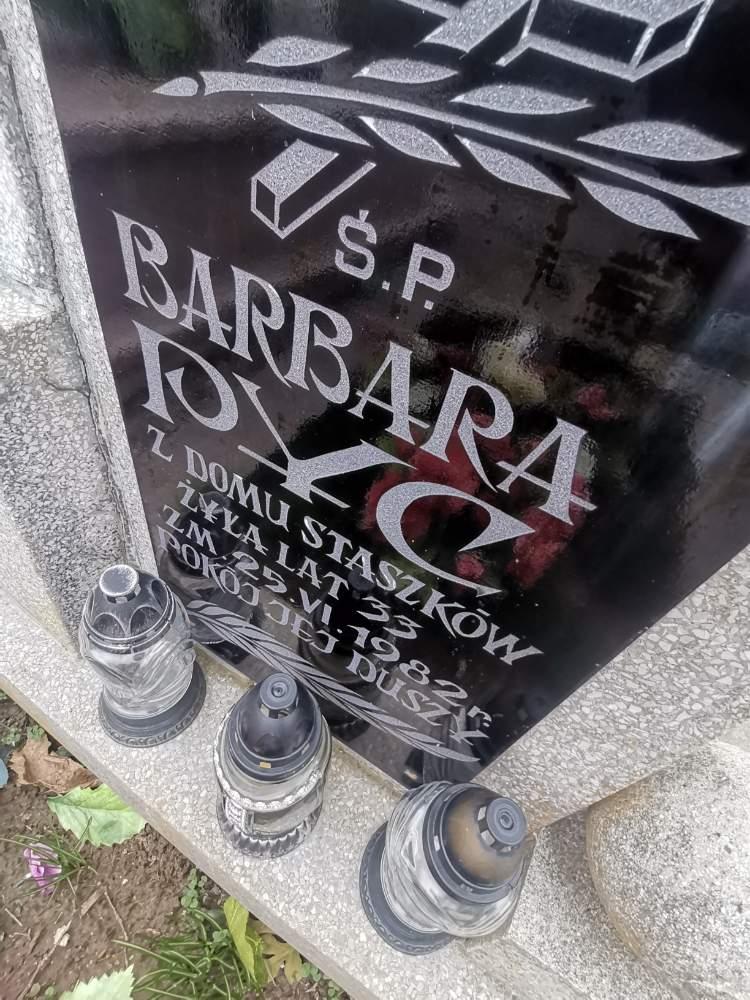 Ś.P.
BARBARA
DYC
Z DOMU STASZKÓW
ŻYŁA LAT 33
ZM 25.VI.1982 r.
POKÓJ JEJ DUSZY